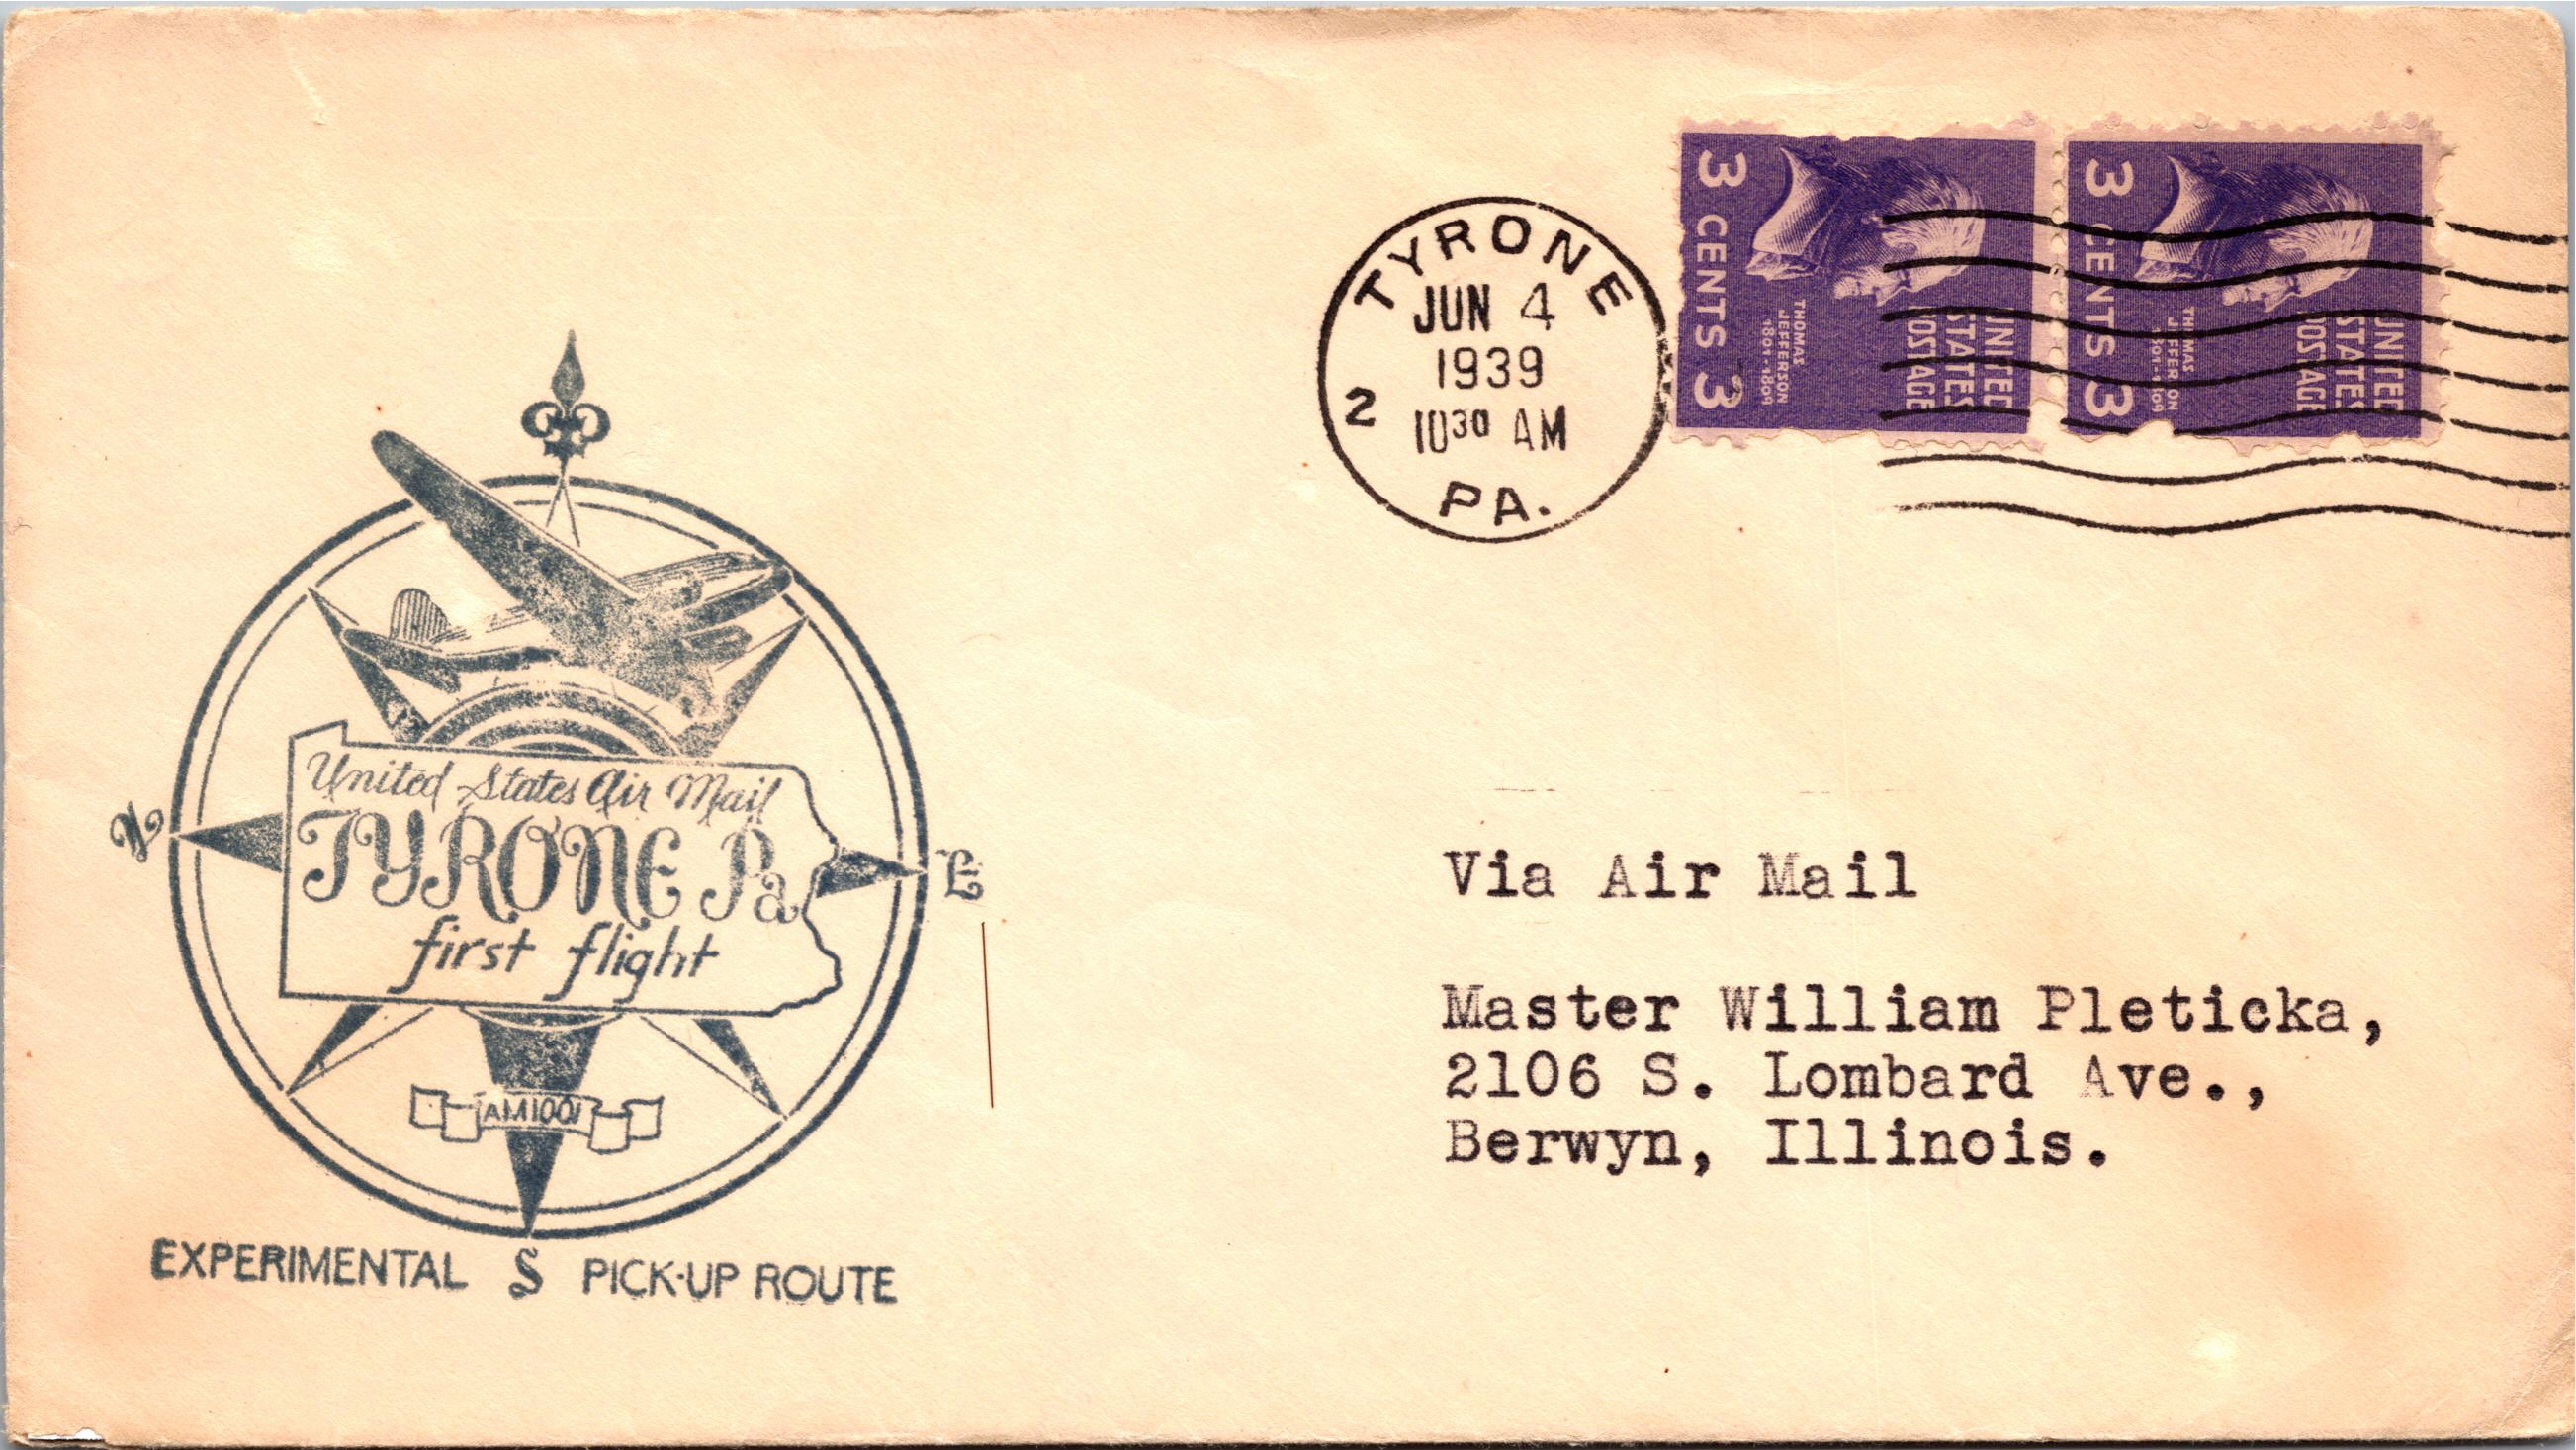 TYRONE
JUN 4
1939
10 30 AM
2
PA.
3 CENTS 3
THOMAS
JEFFERSON
1801-1809
UNITED
STATES
POSTAGE
3 CENTS 3
THOMAS
JEFFERSON
1801-1809
UNITED
STATES
POSTAGE
United States Air Mail
TYRONE Pa
first flight
E
AM1001
EXPERIMENTAL S PICK-UP ROUTE
Via Air Mail
Master William Pleticka,
2106 S. Lombard Ave.,
Berwyn, Illinois.